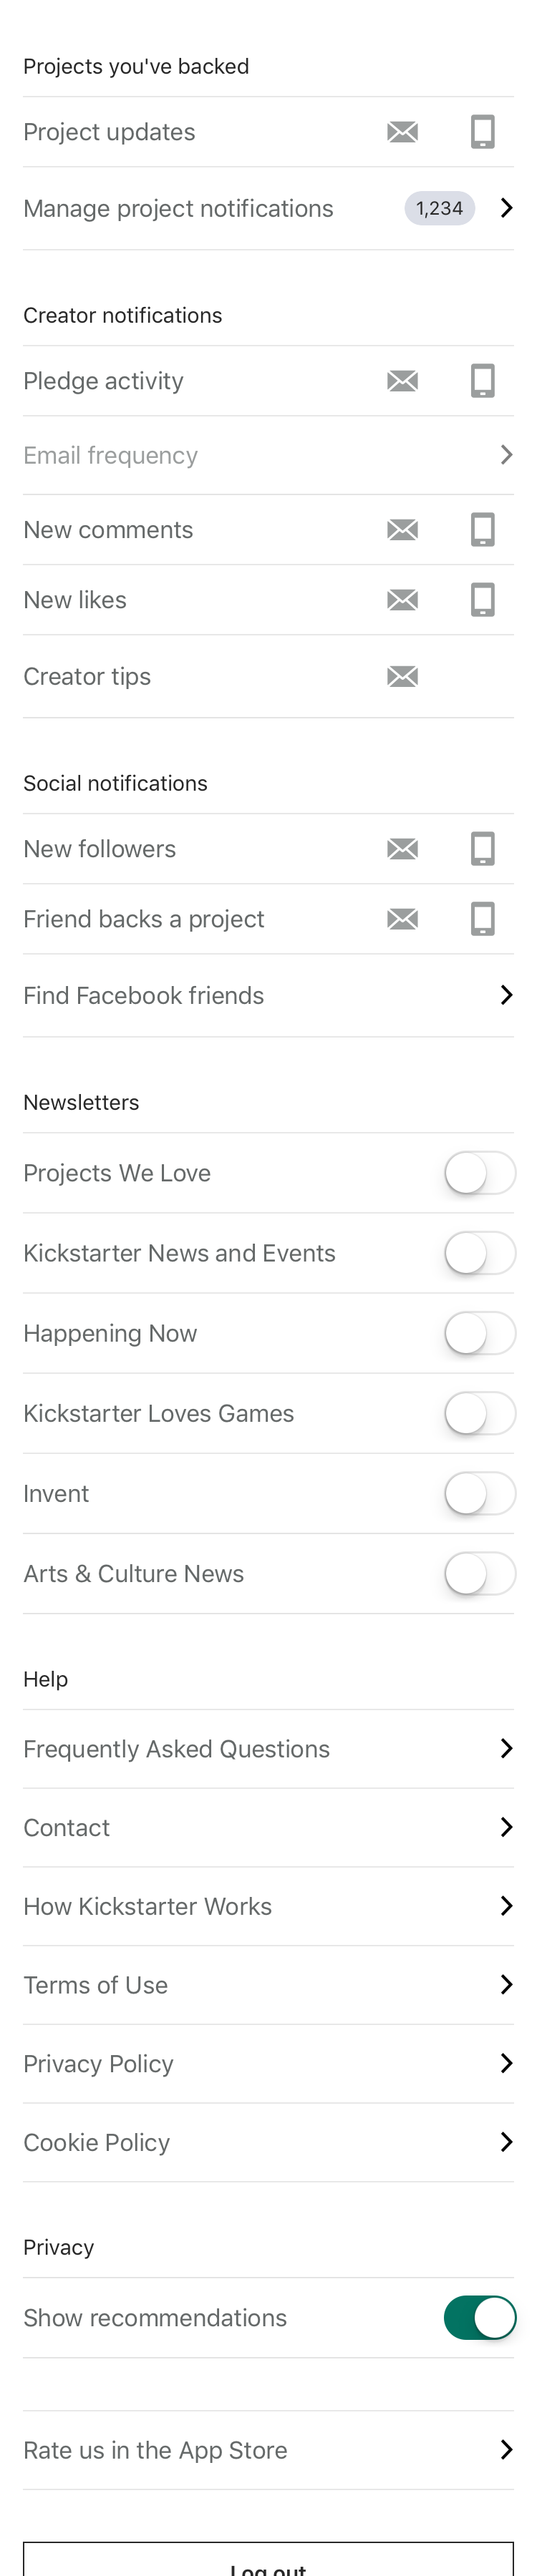 Projects you've backed
Project updates
Manage project notifications 1,234
Creator notifications
Pledge activity
Email frequency
New comments
New likes
Creator tips
Social notifications
New followers
Friend backs a project
Find Facebook friends
Newsletters
Projects We Love
Kickstarter News and Events
Happening Now
Kickstarter Loves Games
Invent
Arts & Culture News
Help
Frequently Asked Questions
Contact
How Kickstarter Works
Terms of Use
Privacy Policy
Cookie Policy
Privacy
Show recommendations
Rate us in the App Store
Log out